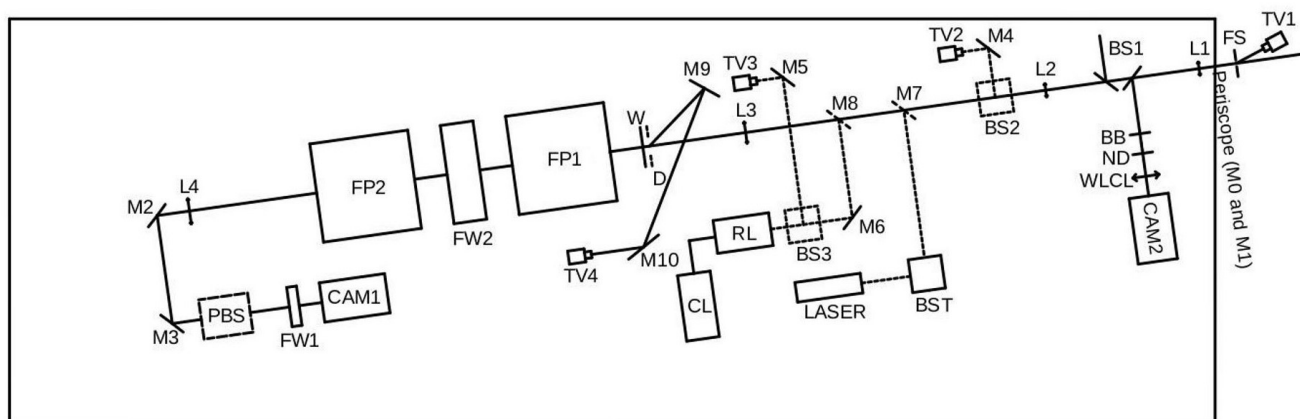 TV1
FS
L1
BS1
TV2
M4
L2
BS2
TV3
M5
M7
M8
L3
M9
W
D
FP1
FW2
FP2
L4
M2
BB
ND
WLCL
CAM2
Periscope (M0 and M1)
M6
RL
BS3
M10
TV4
CL
LASER
BST
M3
PBS
FW1
CAM1